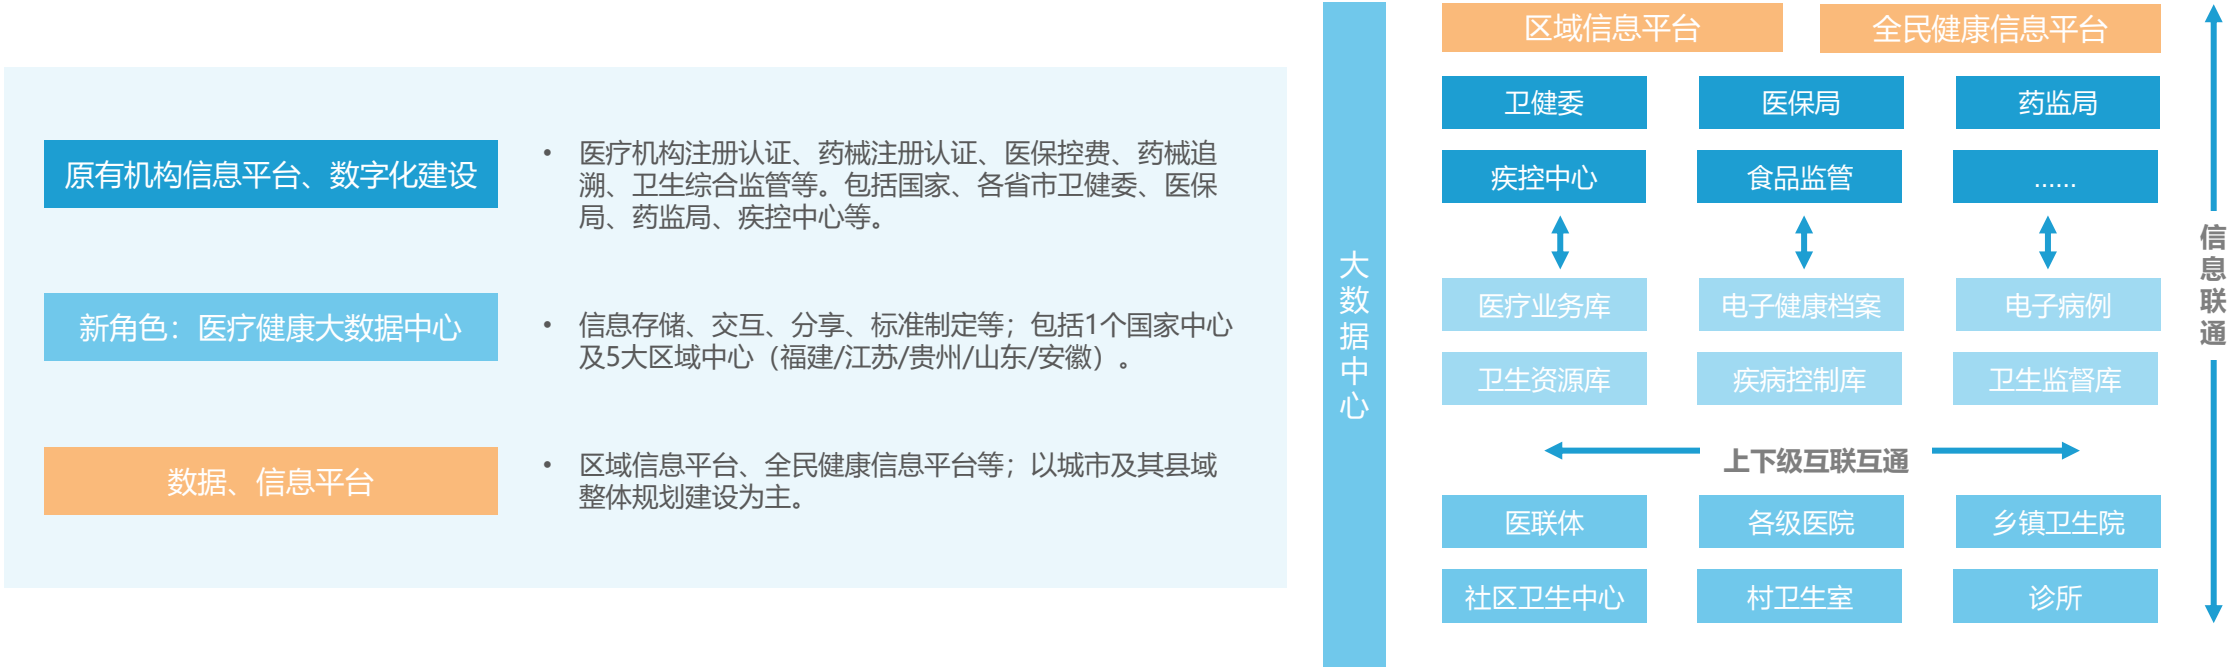 原有机构信息平台、数字化建设
• 医疗机构注册认证、药械注册认证、医保控费、药械追
溯、卫生综合监管等。包括国家、各省市卫健委、医保
局、药监局、疾控中心等。
新角色：医疗健康大数据中心
• 信息存储、交互、分享、标准制定等；包括1个国家中心
及5大区域中心（福建/江苏/贵州/山东/安徽）。
数据、信息平台
• 区域信息平台、全民健康信息平台等；以城市及其县域
整体规划建设为主。
大数据中心
区域信息平台
全民健康信息平台
卫健委
医保局
药监局
疾控中心
食品监管
......
医疗业务库
电子健康档案
电子病例
卫生资源库
疾病控制库
卫生监督库
上下级互联互通
医联体
各级医院
乡镇卫生院
社区卫生中心
村卫生室
诊所
信息联通